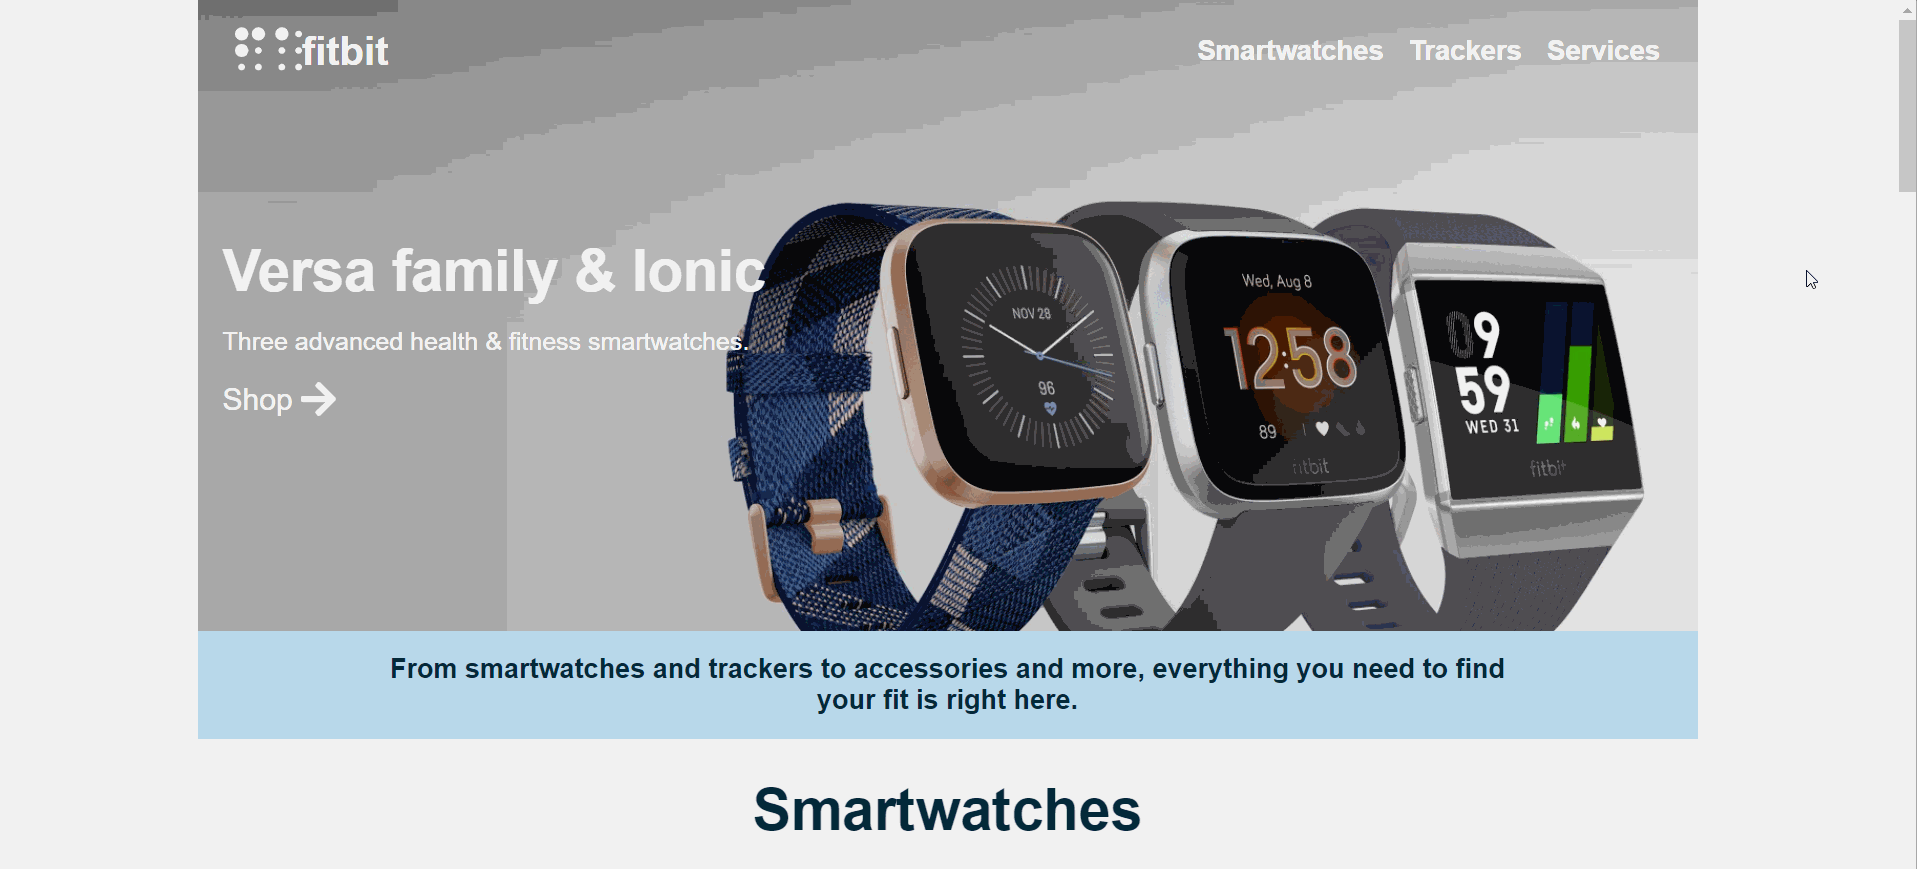 fitbit
Smartwatches Trackers Services
Versa family & Ionic
Three advanced health & fitness smartwatches.
Shop
NOV 28
96
Wed, Aug 8
12:58
89
fitbit
09
59
WED 31
fitbit
From smartwatches and trackers to accessories and more, everything you need to find
your fit is right here.
Smartwatches